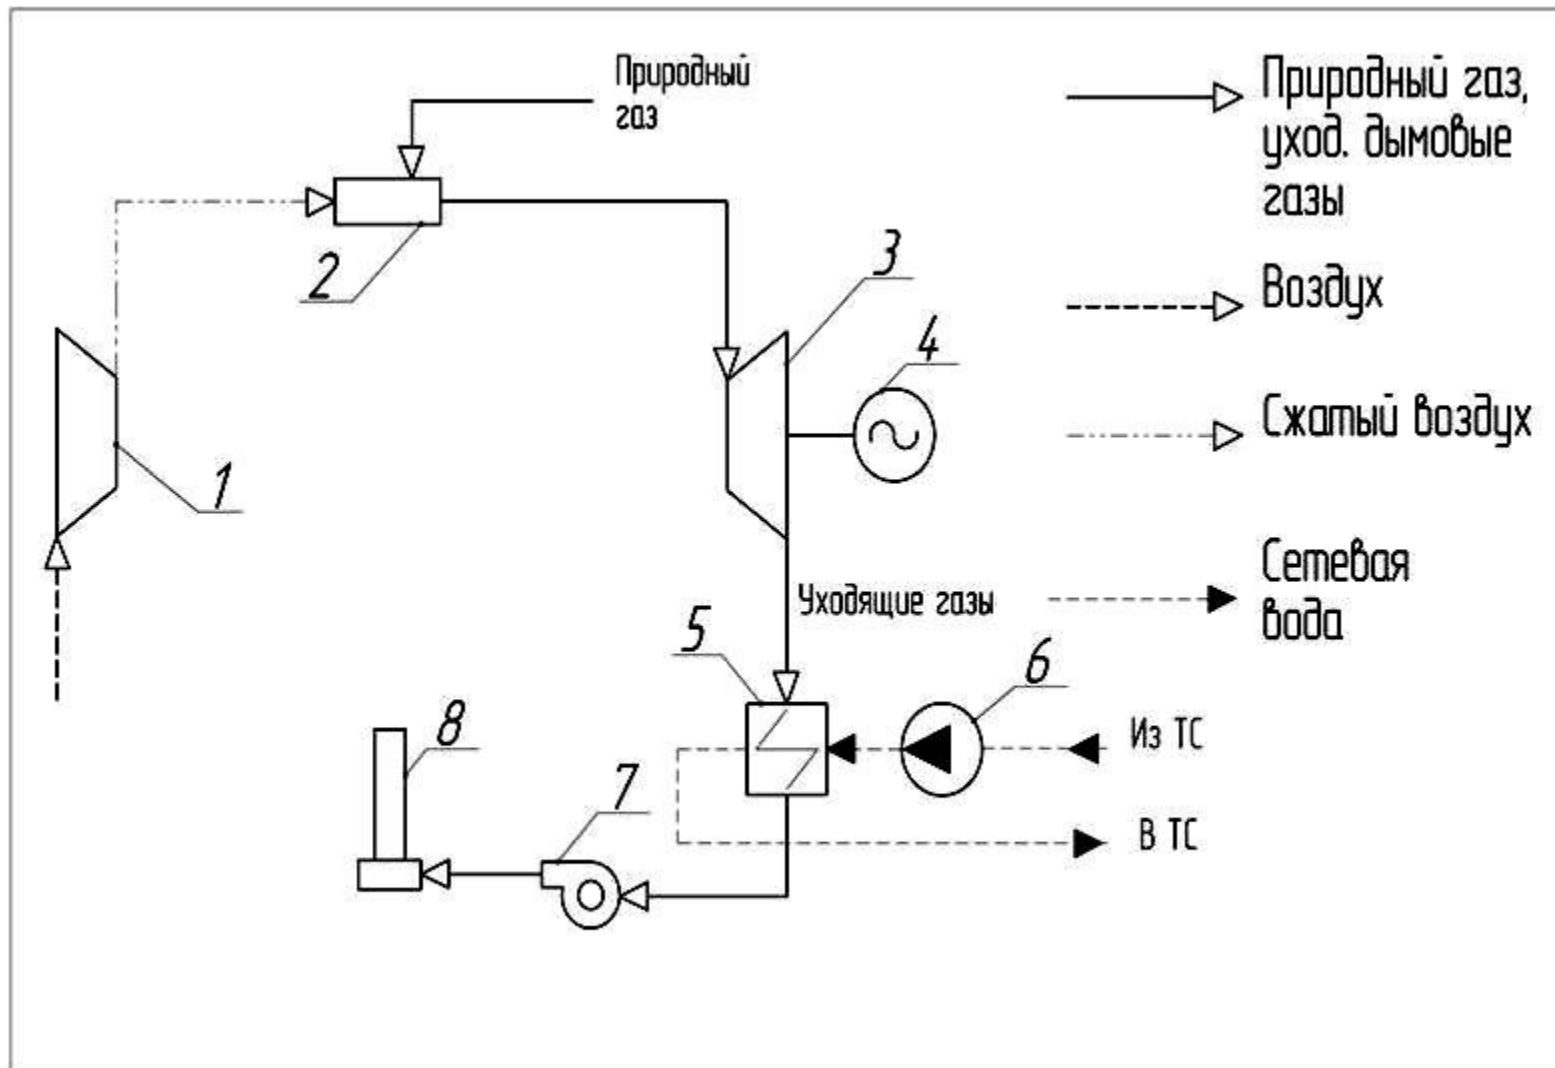 Природный
газ
Природный газ,
уход. дымовые
газы
2
3
Воздух
4
Сжатый воздух
1
Сетевая
вода
Уходящие газы
5
6
Из ТС
8
7
В ТС